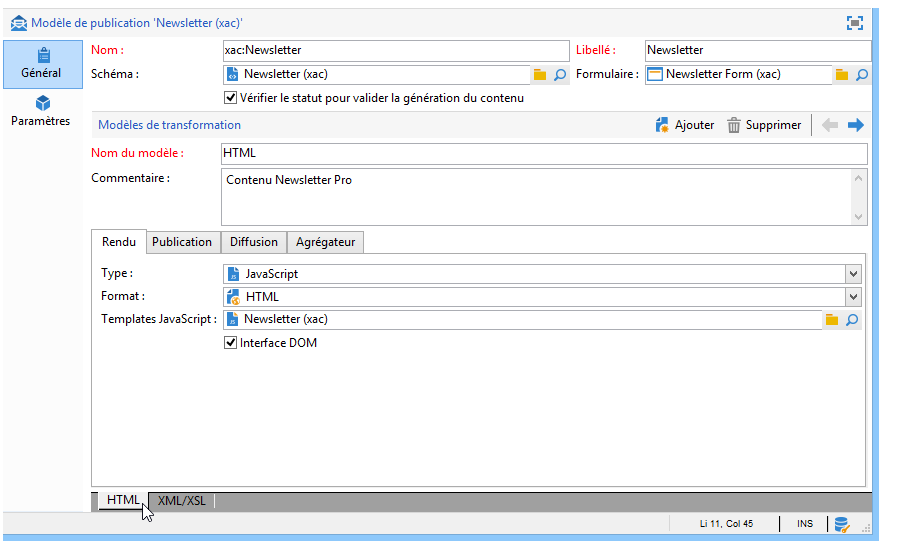 Modèle de publication 'Newsletter (xac)'
Général
Paramètres
Nom :
xac:Newsletter
Libellé :
Newsletter
Schéma :
Newsletter (xac)
Formulaire :
Newsletter Form (xac)
Vérifier le statut pour valider la génération du contenu
Modèles de transformation
Ajouter
Supprimer
Nom du modèle :
HTML
Commentaire :
Contenu Newsletter Pro
Rendu
Publication
Diffusion
Agrégateur
Type :
JavaScript
Format :
HTML
Templates JavaScript :
Newsletter (xac)
Interface DOM
HTML
XML/XSL
Li 11, Col 45
INS